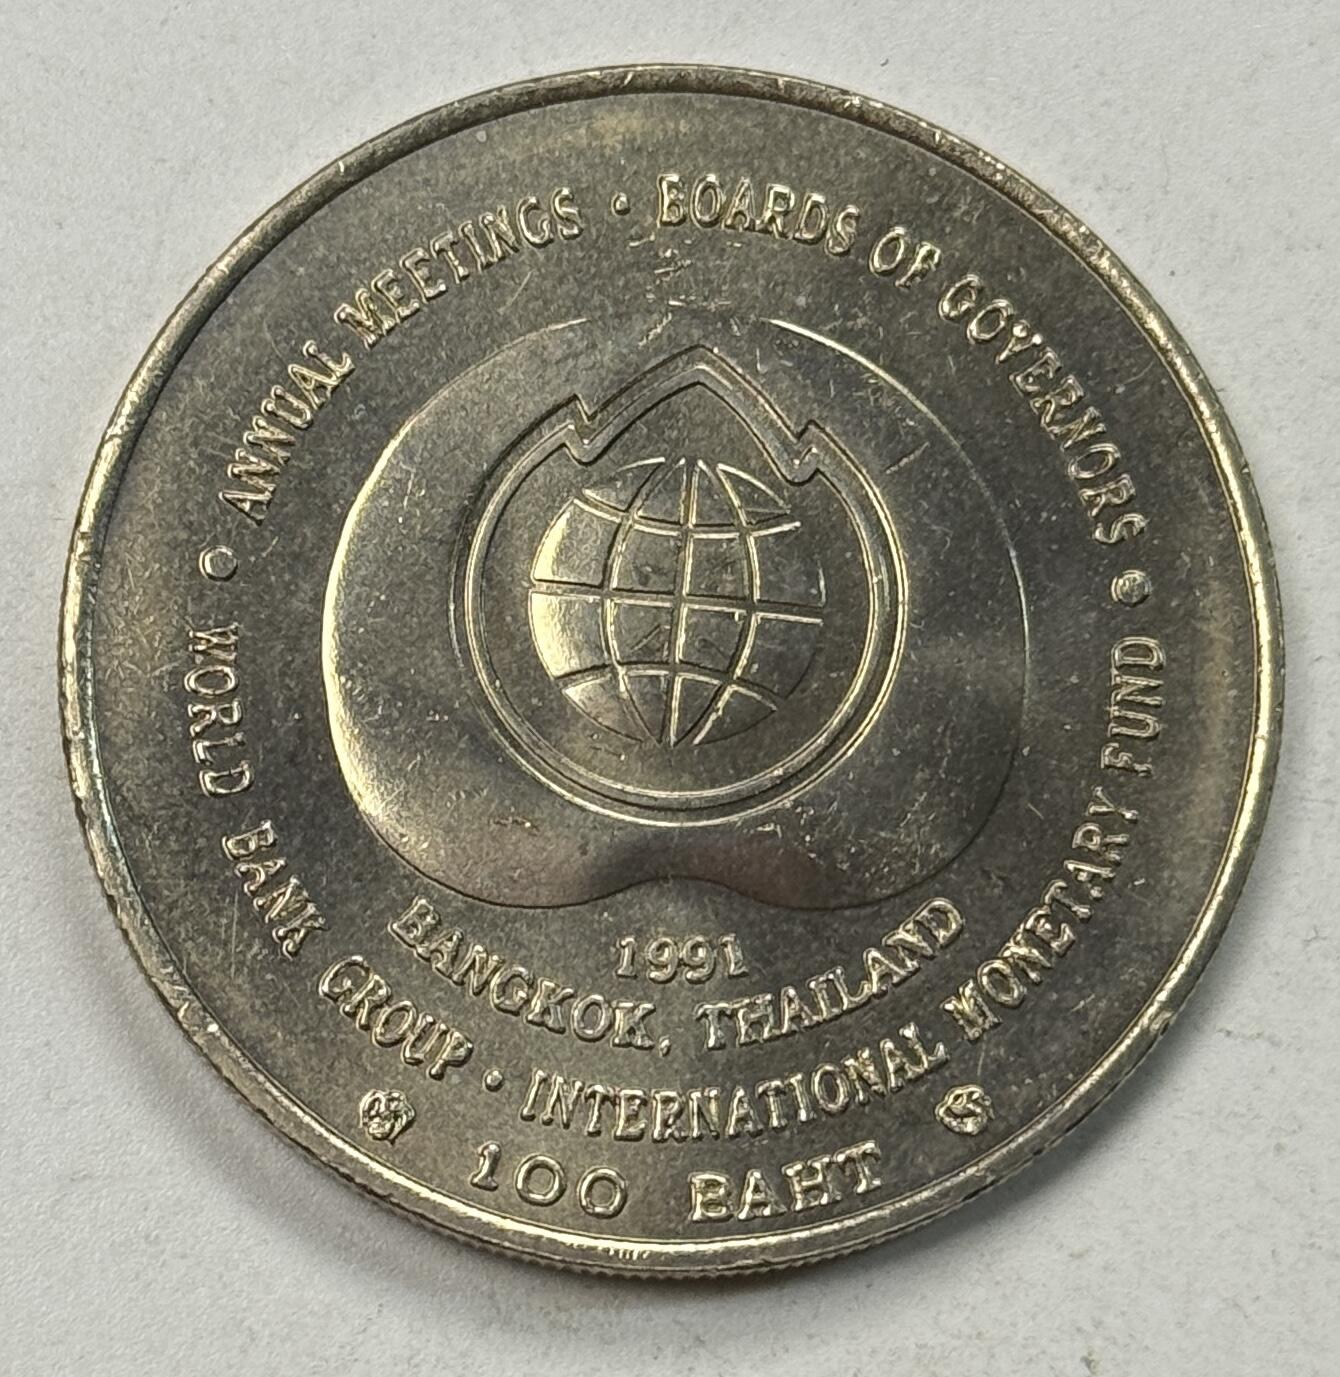 ANNUAL MEETINGS · BOARDS OF GOVERNORS
WORLD BANK GROUP · INTERNATIONAL MONETARY FUND
1991
BANGKOK, THAILAND
100 BAHT